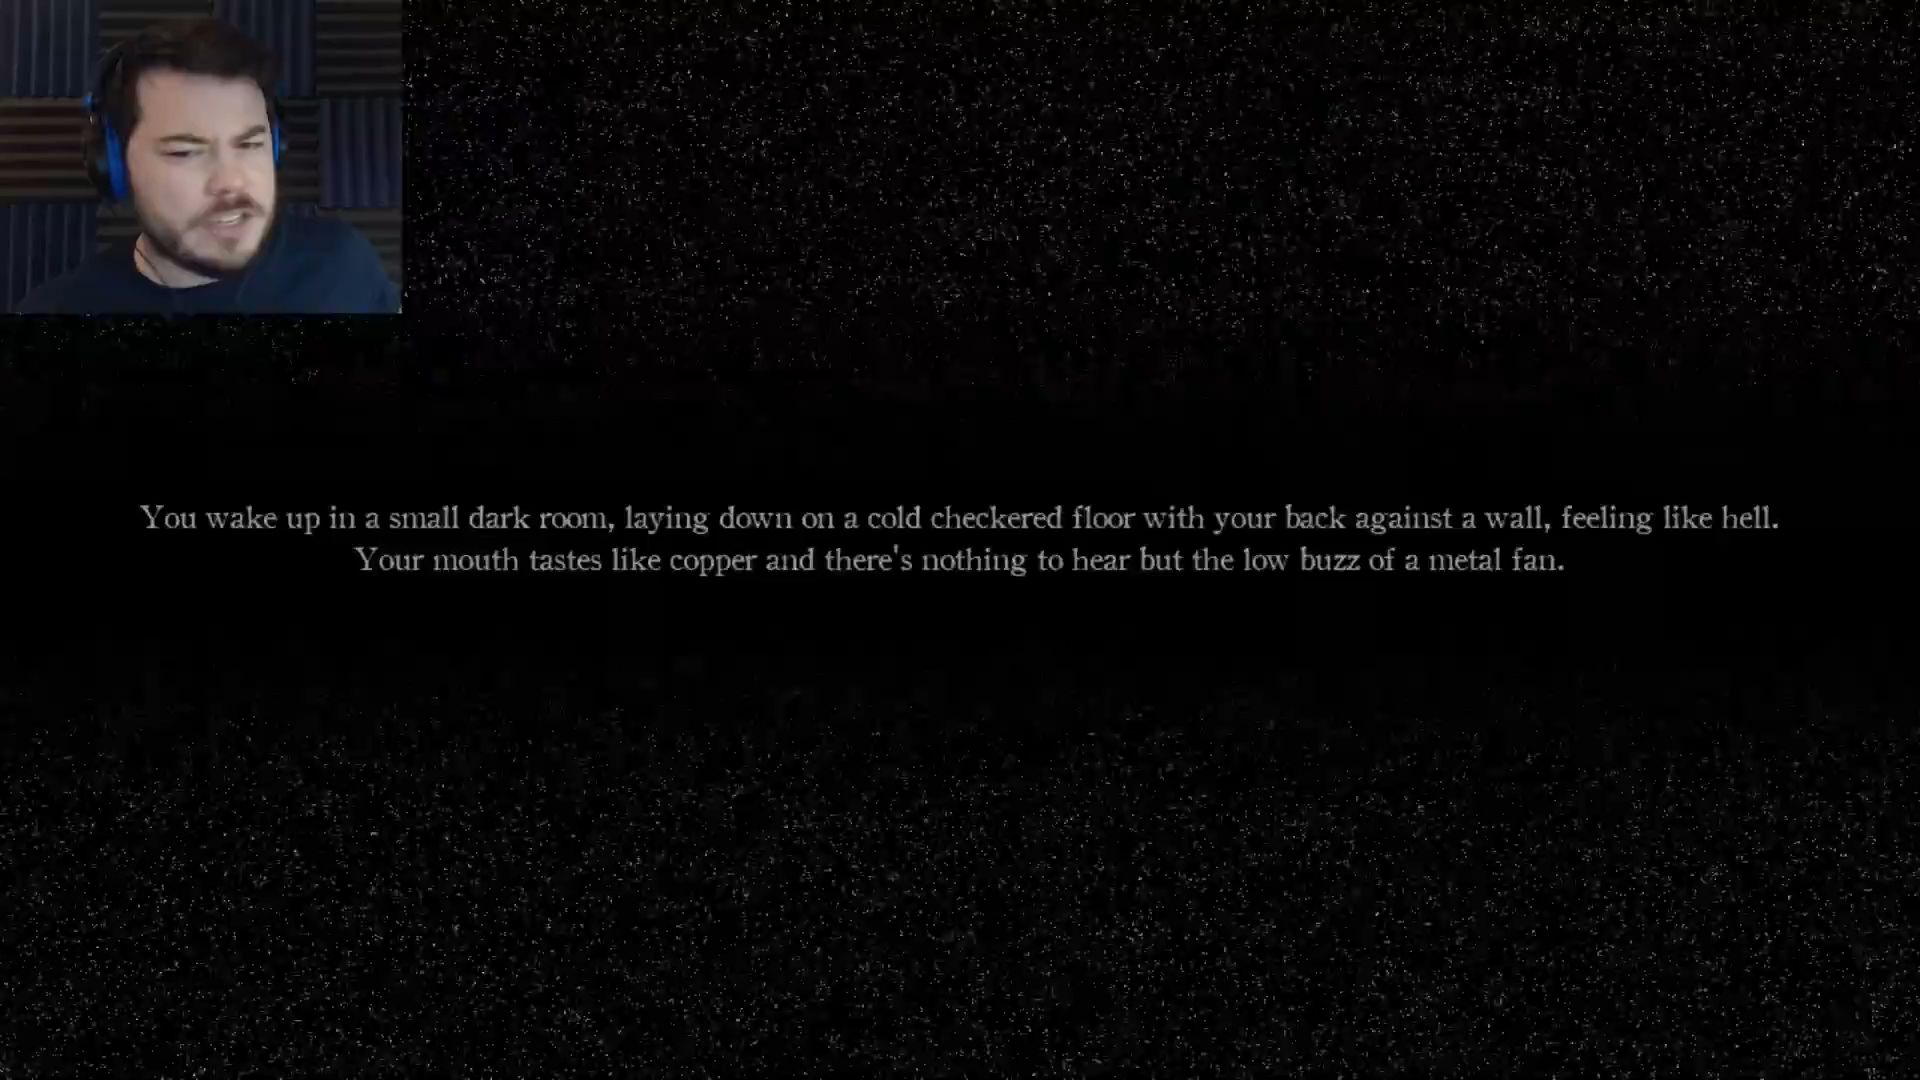 You wake up in a small dark room, laying down on a cold checkered floor with your back against a wall, feeling like hell.
Your mouth tastes like copper and there's nothing to hear but the low buzz of a metal fan.